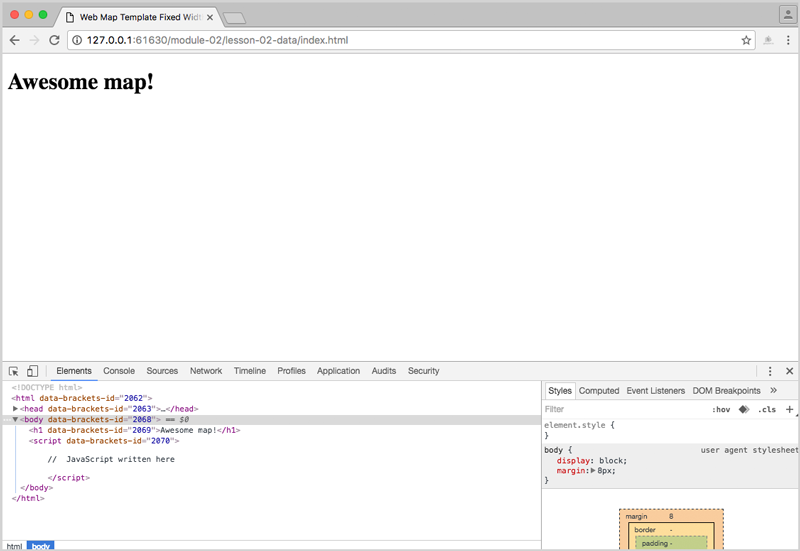 Web Map Template Fixed Widt
127.0.0.1:61630/module-02/lesson-02-data/index.html
Awesome map!
Elements Console Sources Network Timeline Profiles Application Audits Security
<!DOCTYPE html>
<html data-brackets-id="2062">
<head data-brackets-id="2063">…</head>
<body data-brackets-id="2068"> == $0
<h1 data-brackets-id="2069">Awesome map!</h1>
<script data-brackets-id="2070">
// JavaScript written here
</script>
</body>
</html>
html body
Styles Computed Event Listeners DOM Breakpoints »
Filter :hov .cls +
element.style {
}
body { user agent stylesheet
display: block;
margin: 8px;
}
margin 8
border -
padding -